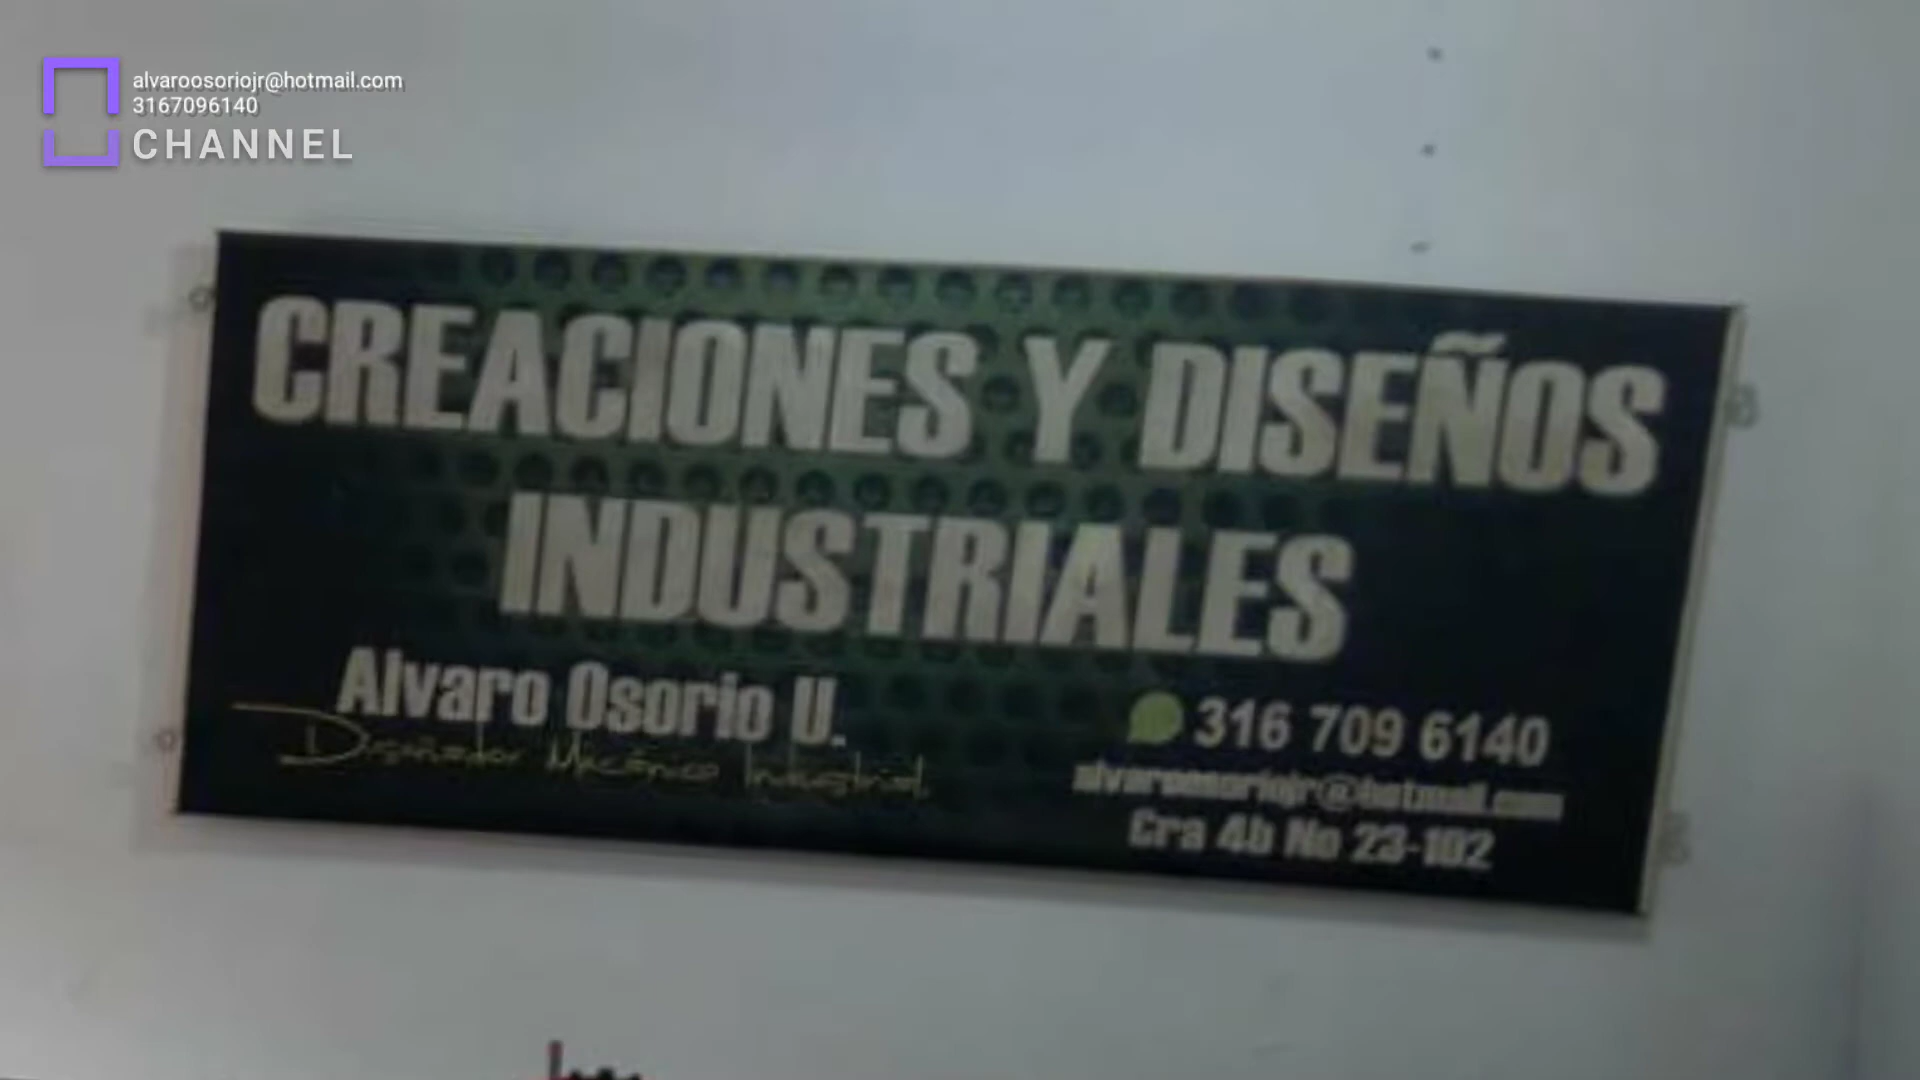 alvaroosoriojr@hotmail.com
3167096140
CHANNEL
CREACIONES Y DISEÑOS
INDUSTRIALES
Alvaro Osorio U.
Diseñador Mecánico Industrial.
316 709 6140
alvaroosoriojr@hotmail.com
Cra 4b No 23-102